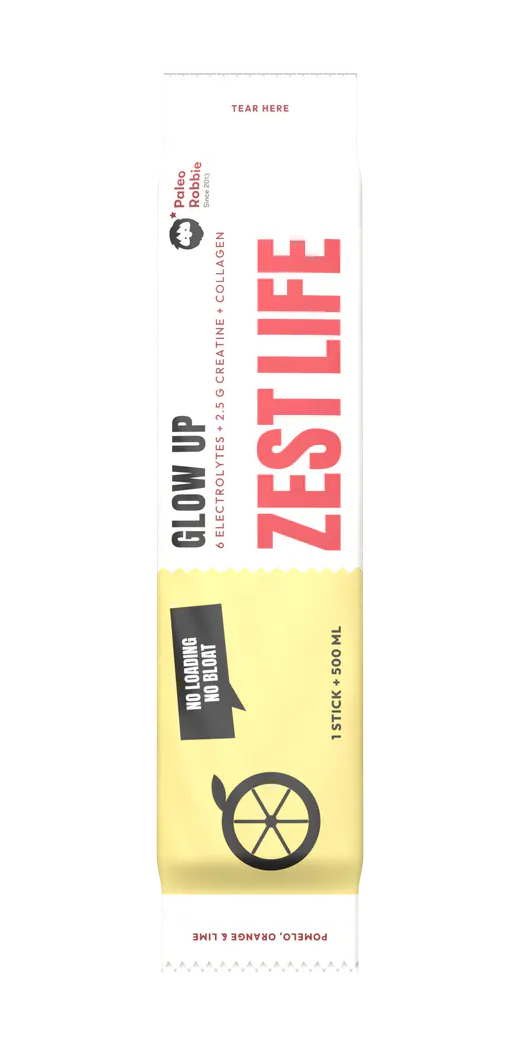 TEAR HERE
Paleo
Robbie
Since 2013
GLOW UP
6 ELECTROLYTES + 2.5 G CREATINE + COLLAGEN
ZEST LIFE
NO LOADING
NO BLOAT
1 STICK + 500 ML
POMELO, ORANGE & LIME